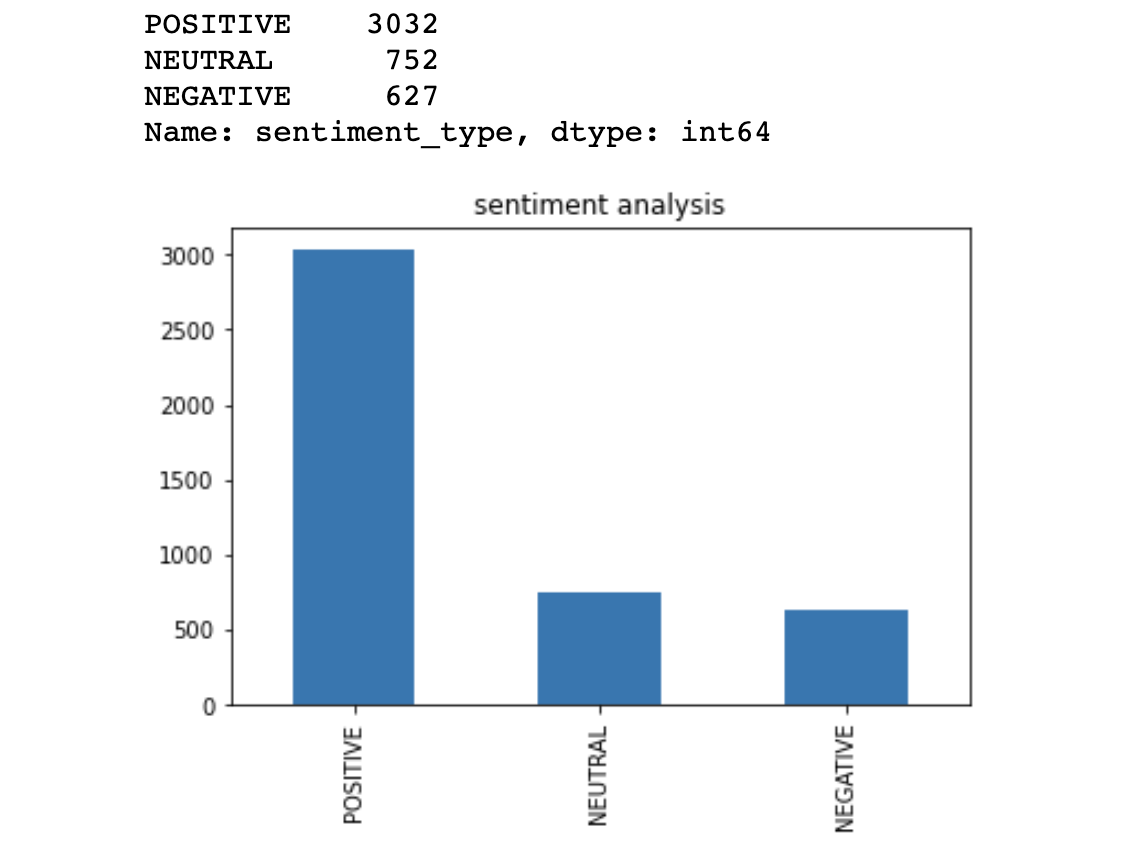 POSITIVE 3032
NEUTRAL 752
NEGATIVE 627
Name: sentiment_type, dtype: int64
sentiment analysis
3000
2500
2000
1500
1000
500
0
POSITIVE
NEUTRAL
NEGATIVE